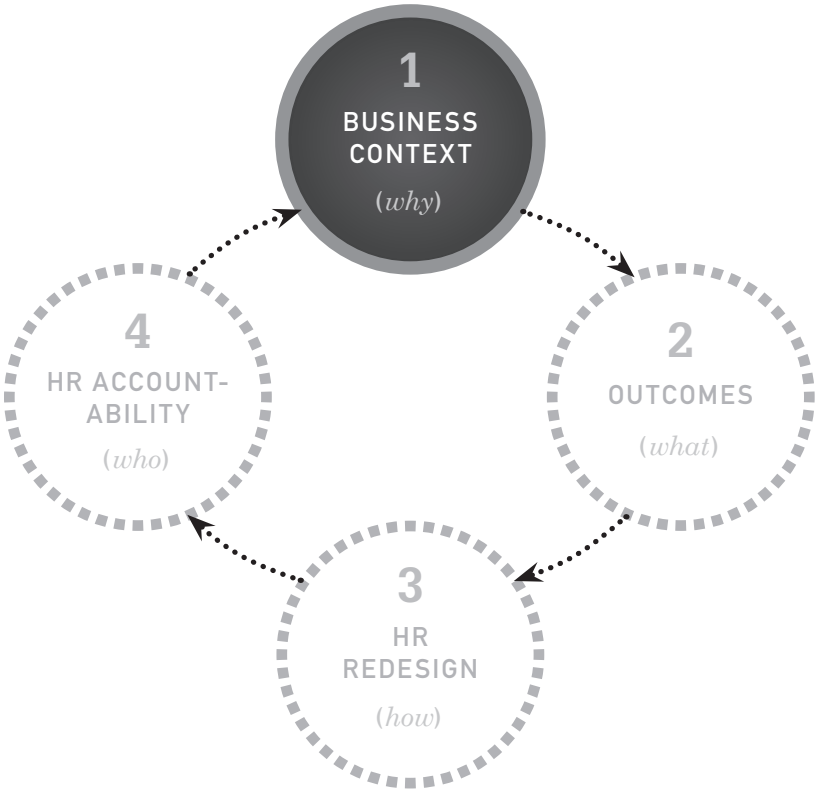 1
BUSINESS
CONTEXT
(why)
2
OUTCOMES
(what)
3
HR
REDESIGN
(how)
4
HR ACCOUNT-
ABILITY
(who)